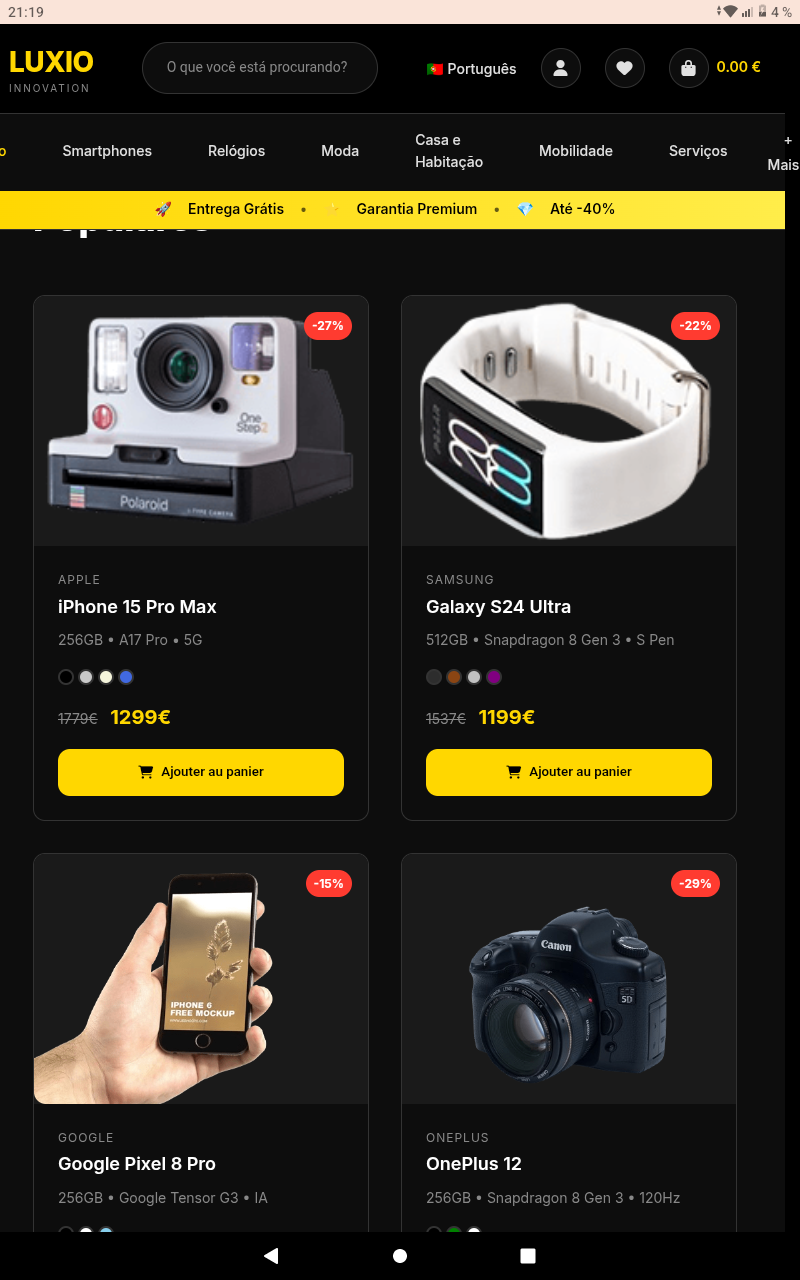 21:19
4 %
LUXIO
INNOVATION
O que você está procurando?
Português
0.00 €
o
Smartphones
Relógios
Moda
Casa e
Habitação
Mobilidade
Serviços
+
Mais
Entrega Grátis • Garantia Premium • Até -40%
-27%
One
Step2
Polaroid
i-TYPE CAMERA
APPLE
iPhone 15 Pro Max
256GB • A17 Pro • 5G
1779€ 1299€
Ajouter au panier
-22%
POLAR
SAMSUNG
Galaxy S24 Ultra
512GB • Snapdragon 8 Gen 3 • S Pen
1537€ 1199€
Ajouter au panier
-15%
IPHONE 6
FREE MOCKUP
GOOGLE
Google Pixel 8 Pro
256GB • Google Tensor G3 • IA
-29%
Canon
5D
Canon
ONEPLUS
OnePlus 12
256GB • Snapdragon 8 Gen 3 • 120Hz